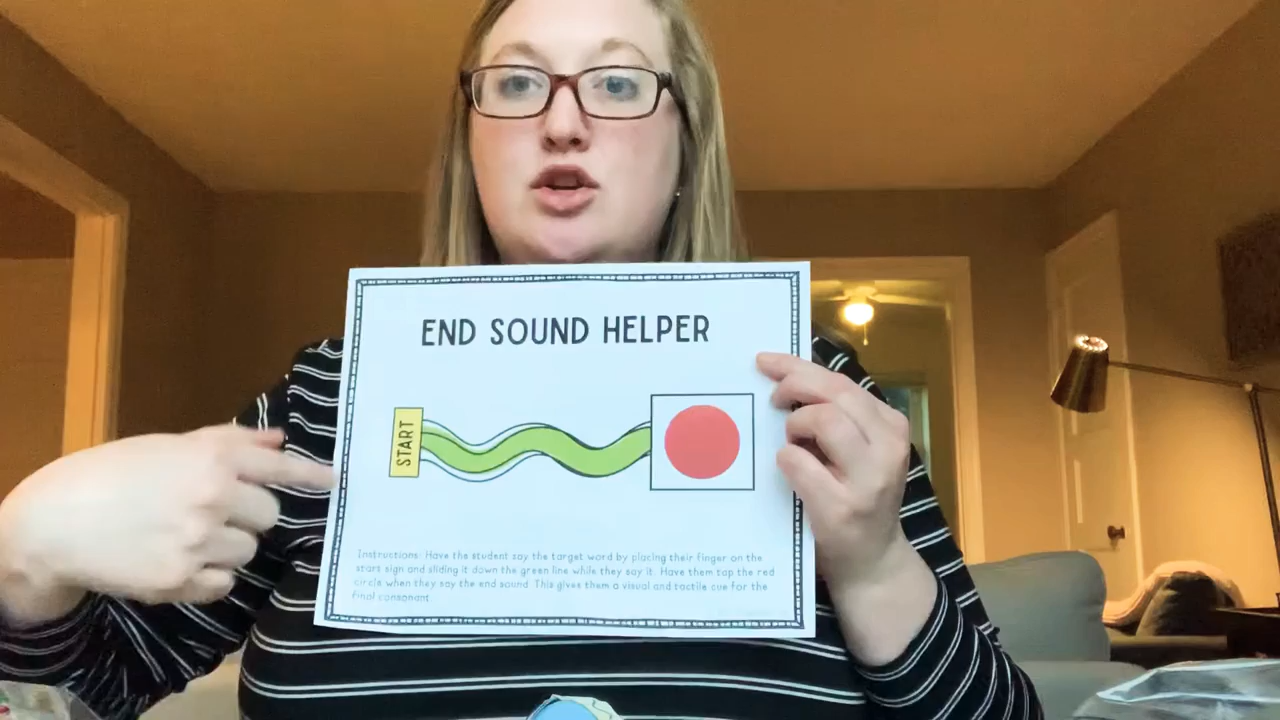 END SOUND HELPER
START
Instructions: Have the student say the target word by placing their finger on the
start sign and sliding it down the green line while they say it. Have them tap the red
circle when they say the end sound. This gives them a visual and tactile cue for the
final consonant.